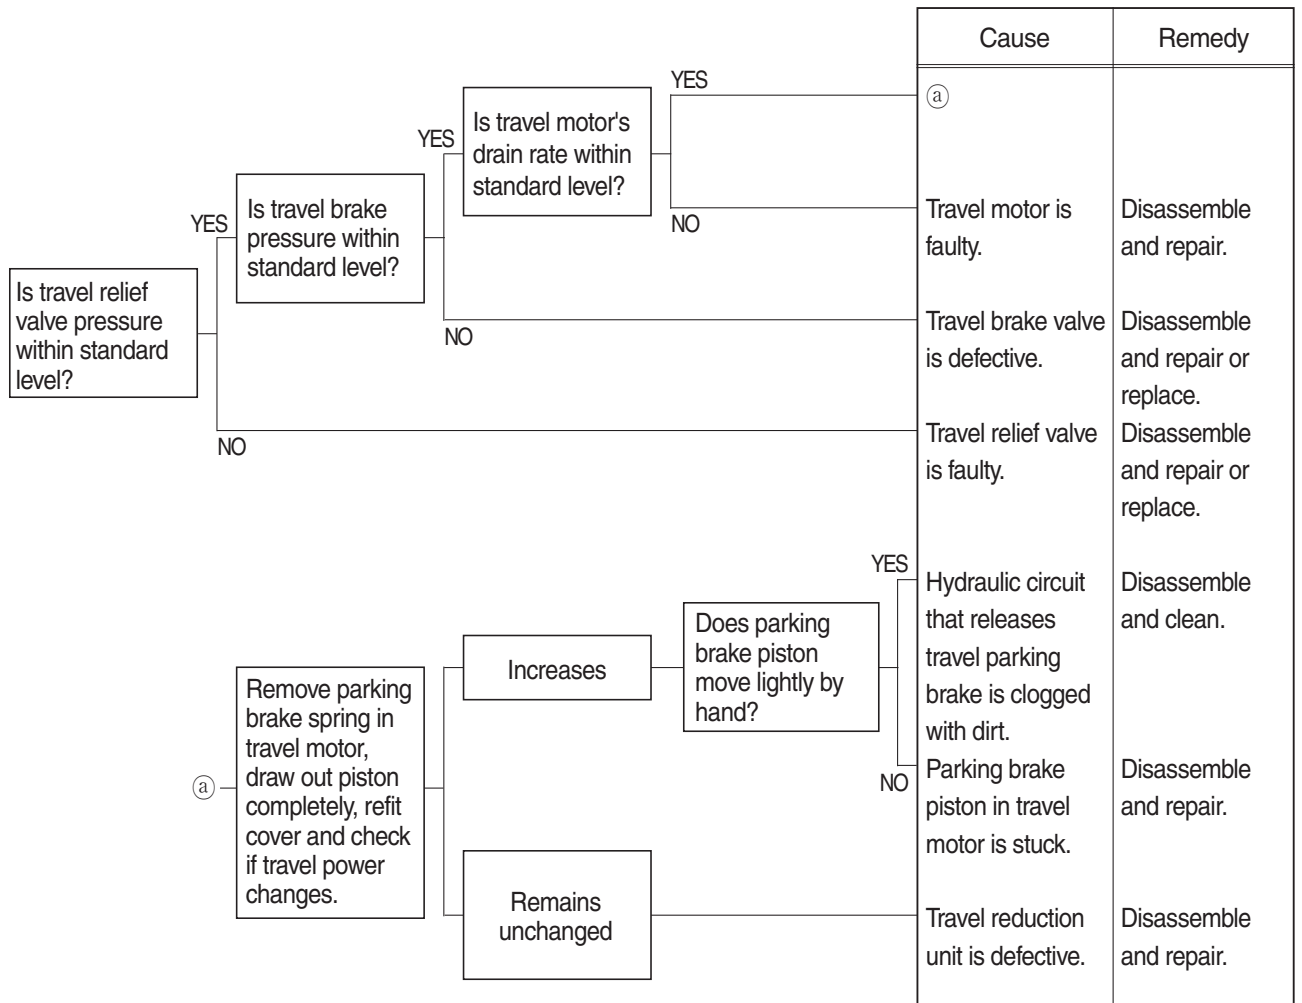 Cause
Remedy
Is travel relief
valve pressure
within standard
level?
YES
NO
Is travel brake
pressure within
standard level?
YES
NO
Is travel motor's
drain rate within
standard level?
YES
NO
ⓐ
Travel motor is
faulty.
Disassemble
and repair.
Travel brake valve
is defective.
Disassemble
and repair or
replace.
Travel relief valve
is faulty.
Disassemble
and repair or
replace.
ⓐ
Remove parking
brake spring in
travel motor,
draw out piston
completely, refit
cover and check
if travel power
changes.
Increases
Does parking
brake piston
move lightly by
hand?
YES
NO
Hydraulic circuit
that releases
travel parking
brake is clogged
with dirt.
Disassemble
and clean.
Parking brake
piston in travel
motor is stuck.
Disassemble
and repair.
Remains
unchanged
Travel reduction
unit is defective.
Disassemble
and repair.